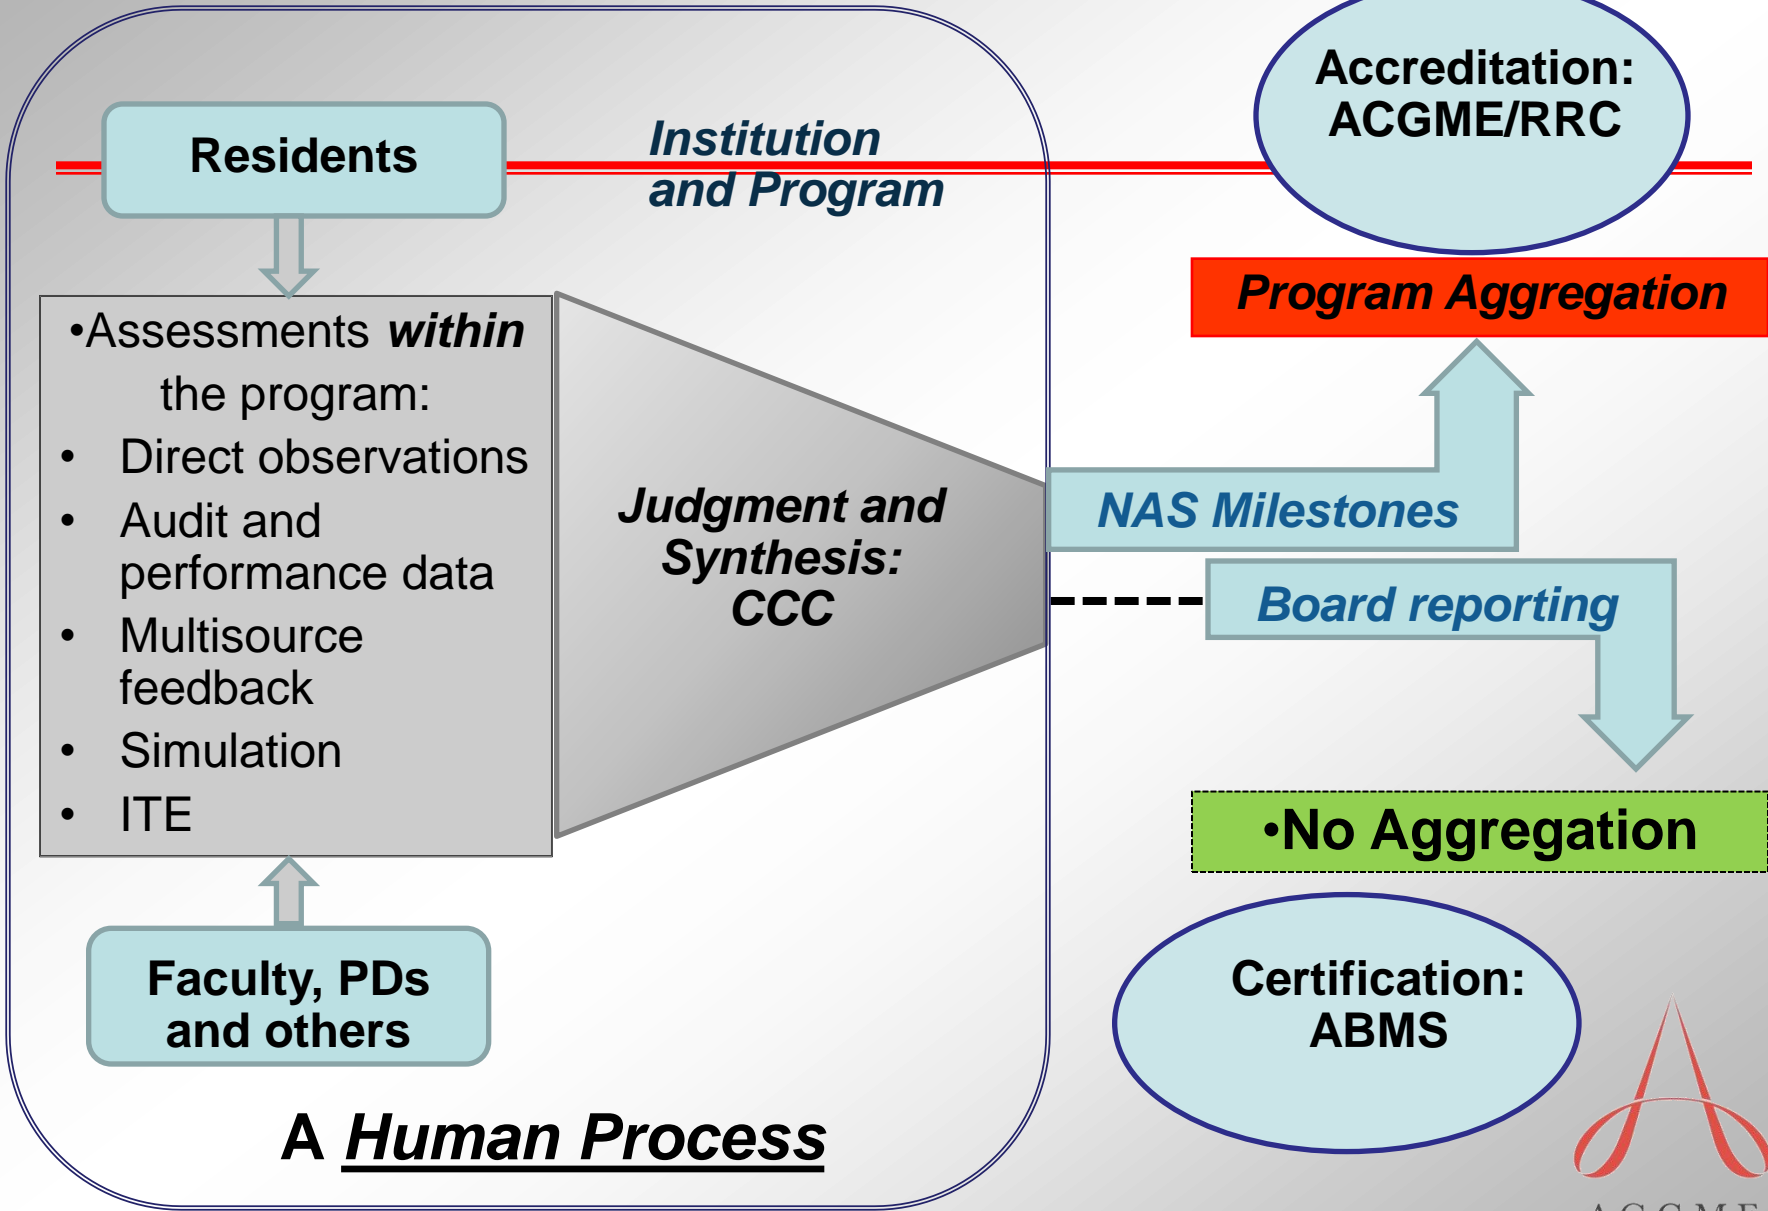 Accreditation:
ACGME/RRC
Residents
Institution
and Program
Program Aggregation
•Assessments within
the program:
• Direct observations
• Audit and
performance data
• Multisource
feedback
• Simulation
• ITE
Judgment and
Synthesis:
CCC
NAS Milestones
Board reporting
•No Aggregation
Faculty, PDs
and others
Certification:
ABMS
A Human Process
ACGME